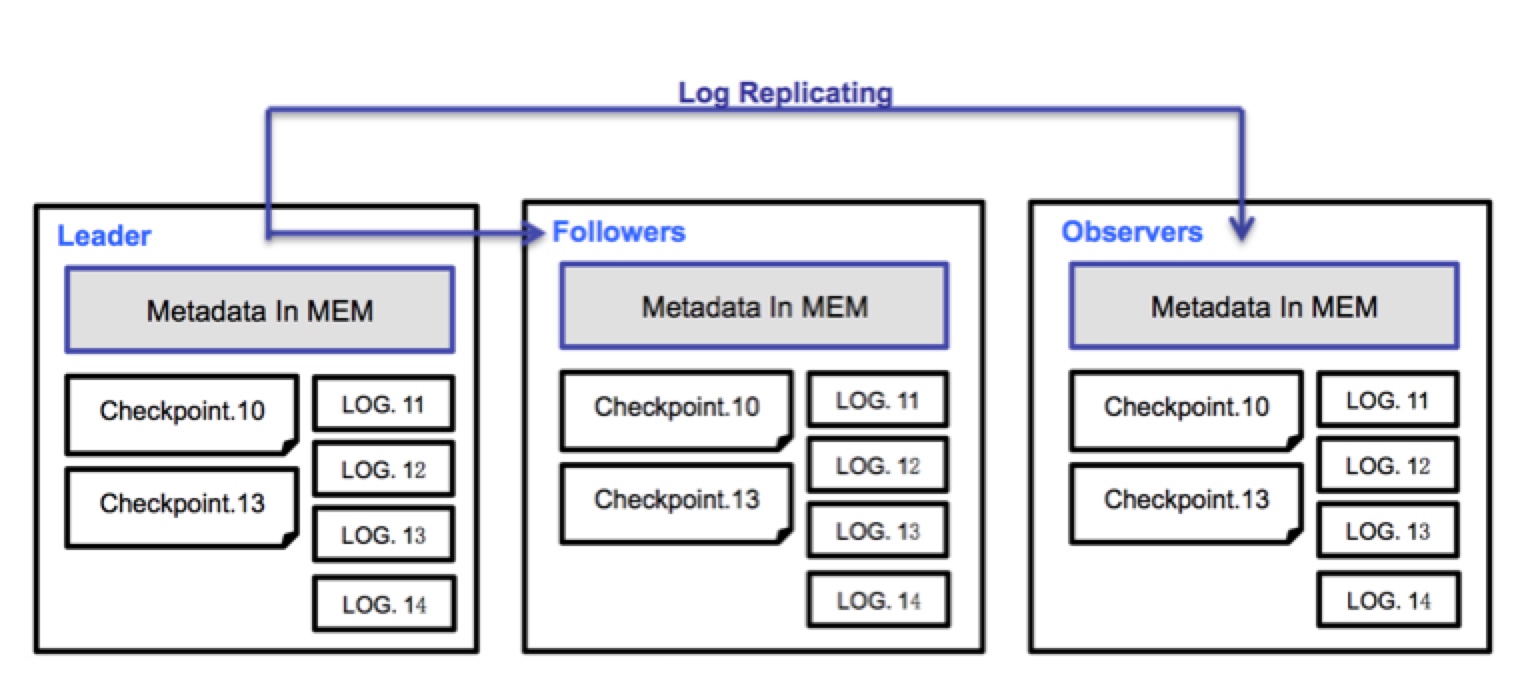 Log Replicating
Leader
Metadata In MEM
Checkpoint.10
Checkpoint.13
LOG. 11
LOG. 12
LOG. 13
LOG. 14
Followers
Metadata In MEM
Checkpoint.10
Checkpoint.13
LOG. 11
LOG. 12
LOG. 13
LOG. 14
Observers
Metadata In MEM
Checkpoint.10
Checkpoint.13
LOG. 11
LOG. 12
LOG. 13
LOG. 14